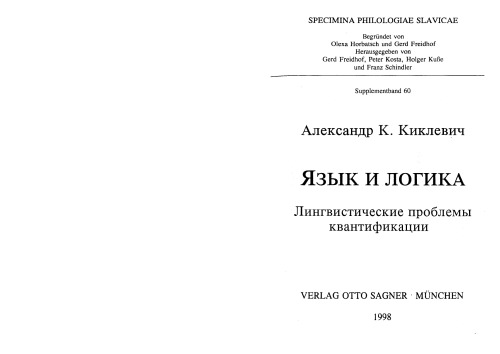 SPECIMINA PHILOLOGIAE SLAVICAE
Begründet von
Olexa Horbatsch und Gerd Freidhof
Herausgegeben von
Gerd Freidhof, Peter Kosta, Holger Kuße
und Franz Schindler
Supplementband 60
Александр К. Киклевич
Язык и логика
Лингвистические проблемы
квантификации
VERLAG OTTO SAGNER · MÜNCHEN
1998